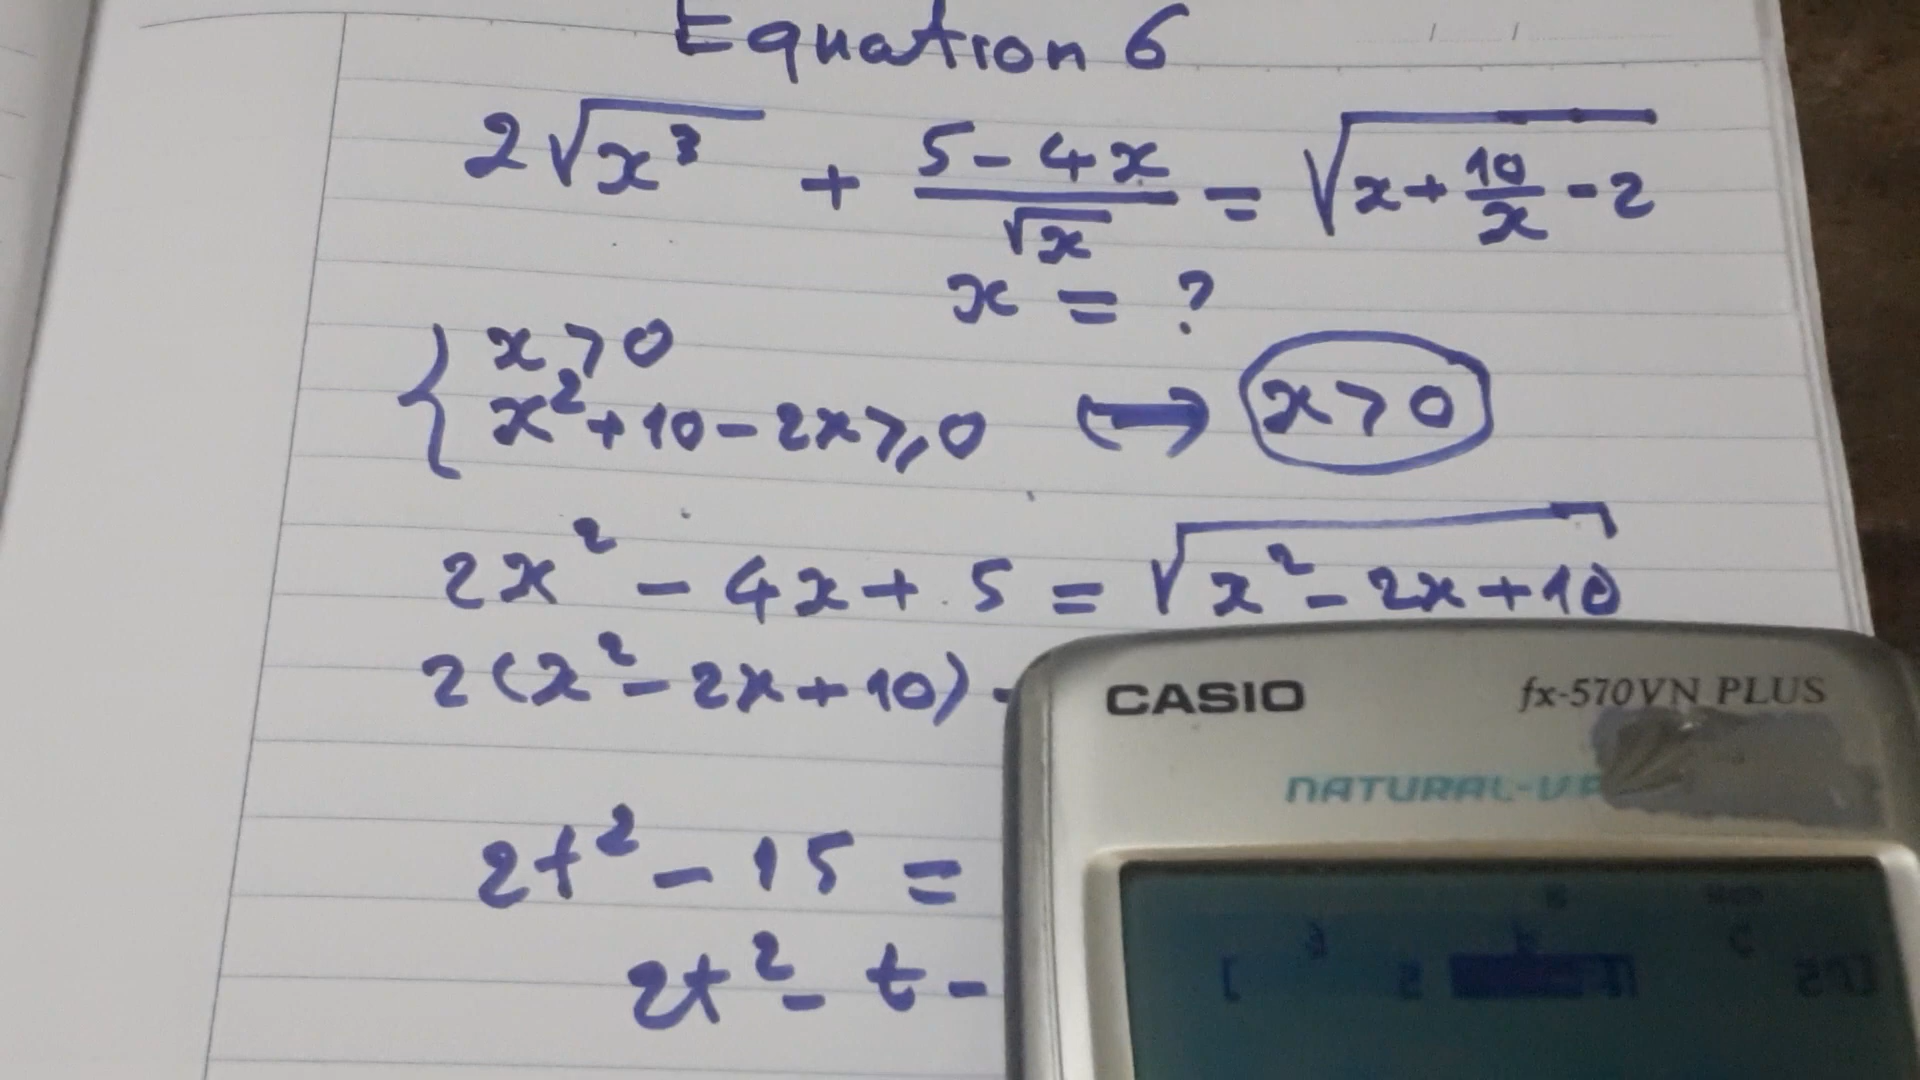 Equation 6
2√x³ + (5-4x)/√x = √(x+10/x-2)
x = ?
{ x>0
x²+10-2x⩾0 ⟷ x>0
2x² - 4x + 5 = √(x²-2x+10)
2(x²-2x+10) -
CASIO fx-570VN PLUS
NATURAL-V.P
2t² - 15 =
2t² - t -